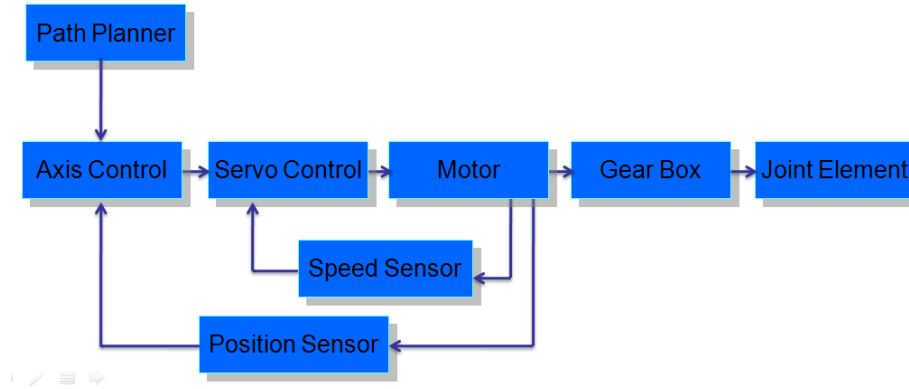 Path Planner
Axis Control
Servo Control
Motor
Gear Box
Joint Element
Speed Sensor
Position Sensor